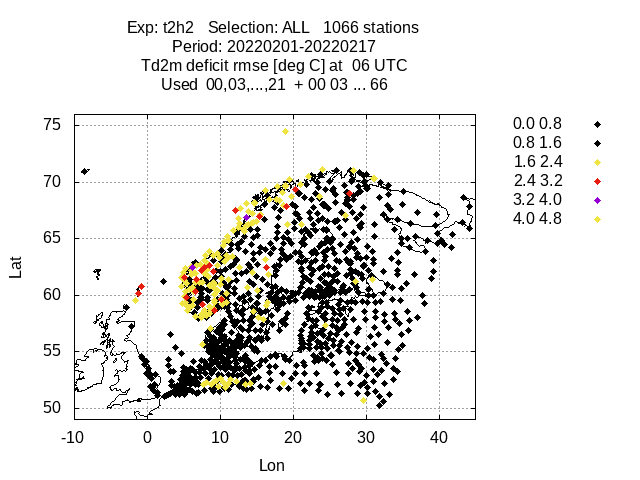 Exp: t2h2 Selection: ALL 1066 stations
Period: 20220201-20220217
Td2m deficit rmse [deg C] at 06 UTC
Used 00,03,...,21 + 00 03 ... 66
75
70
65
60
55
50
-10 0 10 20 30 40
Lat
Lon
0.0 0.8
0.8 1.6
1.6 2.4
2.4 3.2
3.2 4.0
4.0 4.8